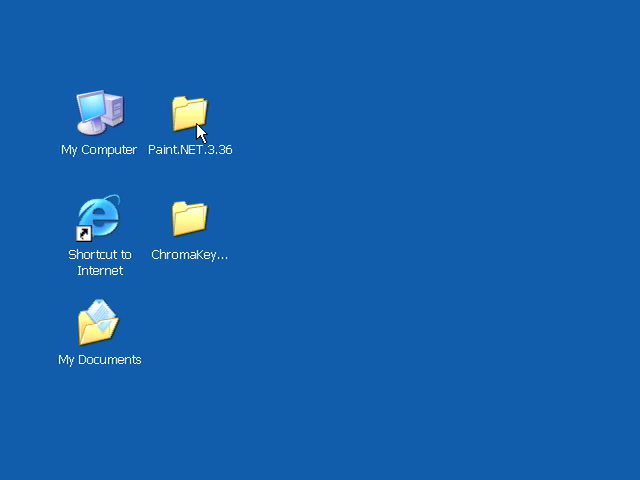 My Computer
Paint.NET.3.36
Shortcut to
Internet
ChromaKey...
My Documents